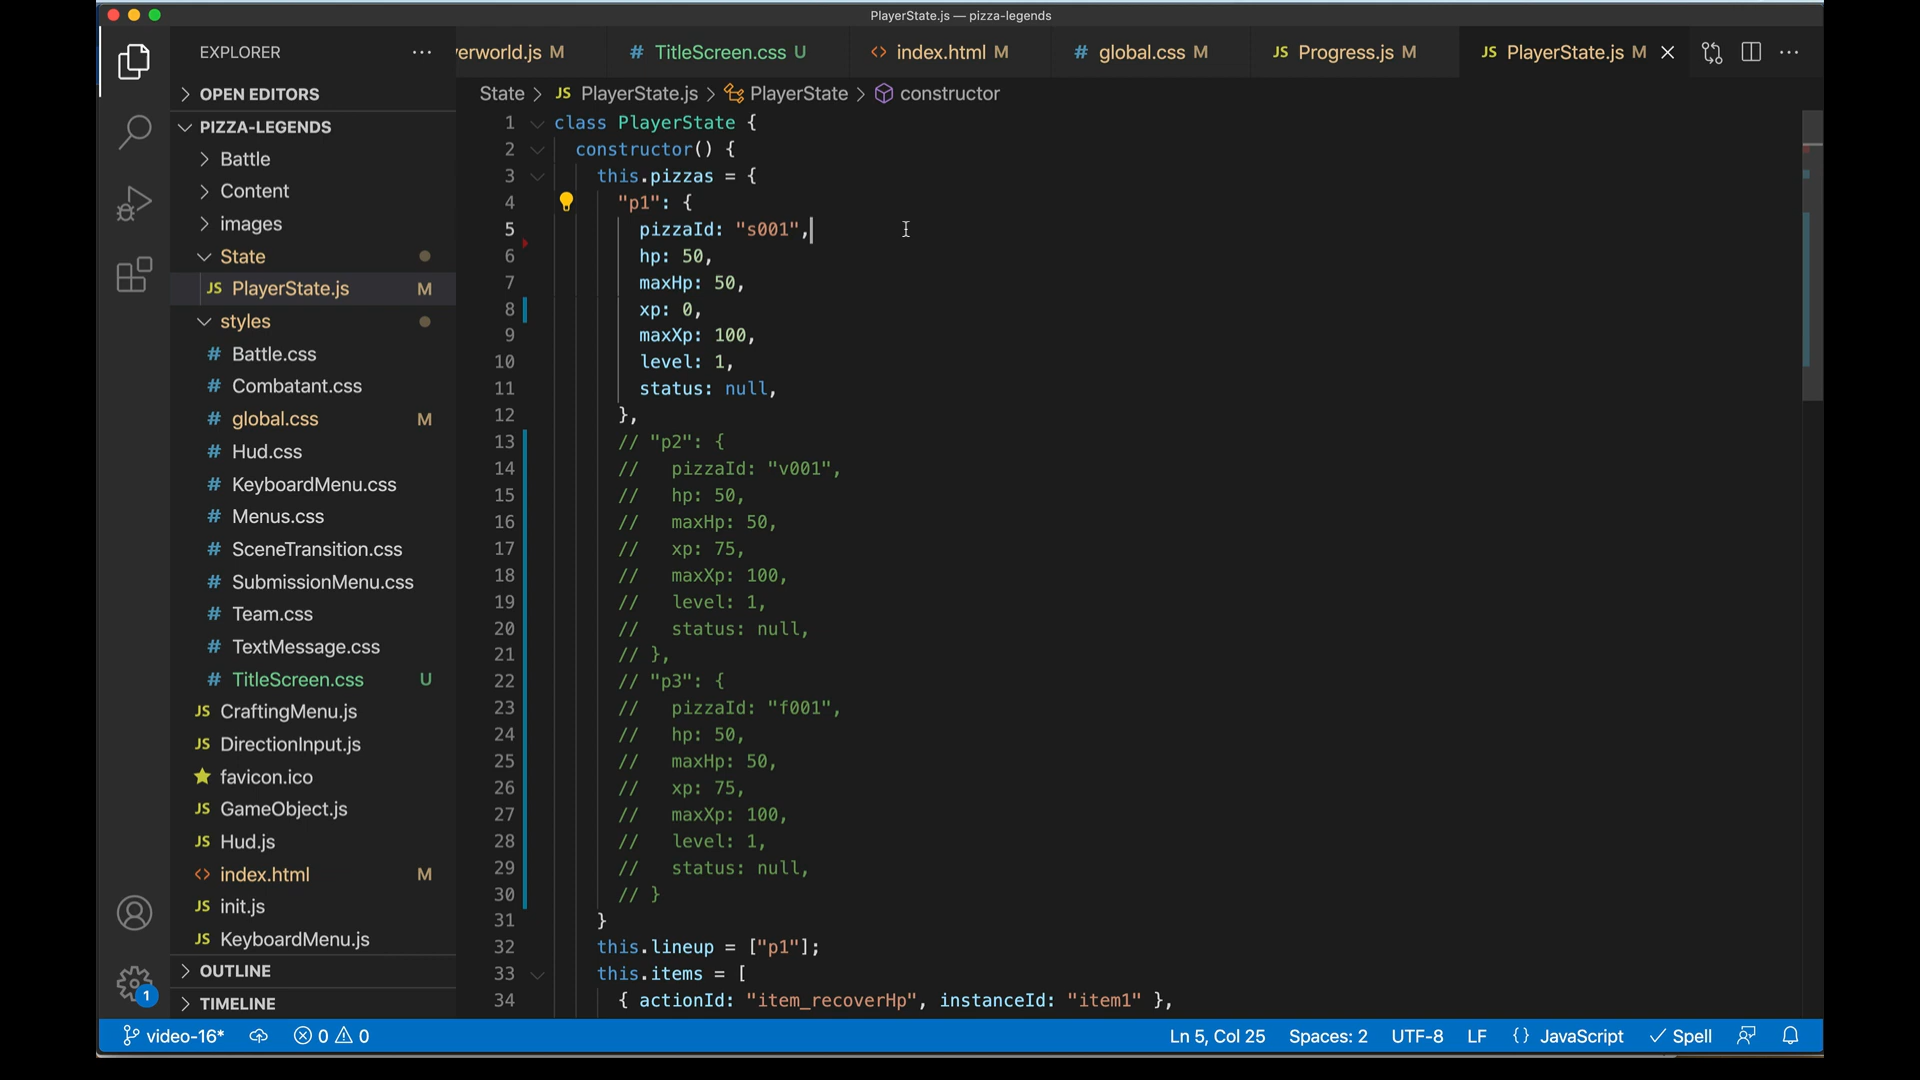 PlayerState.js — pizza-legends
EXPLORER
OPEN EDITORS
PIZZA-LEGENDS
Battle
Content
images
State
JS PlayerState.js M
styles
# Battle.css
# Combatant.css
# global.css M
# Hud.css
# KeyboardMenu.css
# Menus.css
# SceneTransition.css
# SubmissionMenu.css
# Team.css
# TextMessage.css
# TitleScreen.css U
JS CraftingMenu.js
JS DirectionInput.js
favicon.ico
JS GameObject.js
JS Hud.js
<> index.html M
JS init.js
JS KeyboardMenu.js
OUTLINE
TIMELINE
1
verworld.js M # TitleScreen.css U <> index.html M # global.css M JS Progress.js M JS PlayerState.js M
State > JS PlayerState.js > PlayerState > constructor
1 class PlayerState {
2 constructor() {
3 this.pizzas = {
4 "p1": {
5 pizzaId: "s001",
6 hp: 50,
7 maxHp: 50,
8 xp: 0,
9 maxXp: 100,
10 level: 1,
11 status: null,
12 },
13 // "p2": {
14 // pizzaId: "v001",
15 // hp: 50,
16 // maxHp: 50,
17 // xp: 75,
18 // maxXp: 100,
19 // level: 1,
20 // status: null,
21 // },
22 // "p3": {
23 // pizzaId: "f001",
24 // hp: 50,
25 // maxHp: 50,
26 // xp: 75,
27 // maxXp: 100,
28 // level: 1,
29 // status: null,
30 // }
31 }
32 this.lineup = ["p1"];
33 this.items = [
34 { actionId: "item_recoverHp", instanceId: "item1" },
video-16* 0 0 Ln 5, Col 25 Spaces: 2 UTF-8 LF {} JavaScript Spell